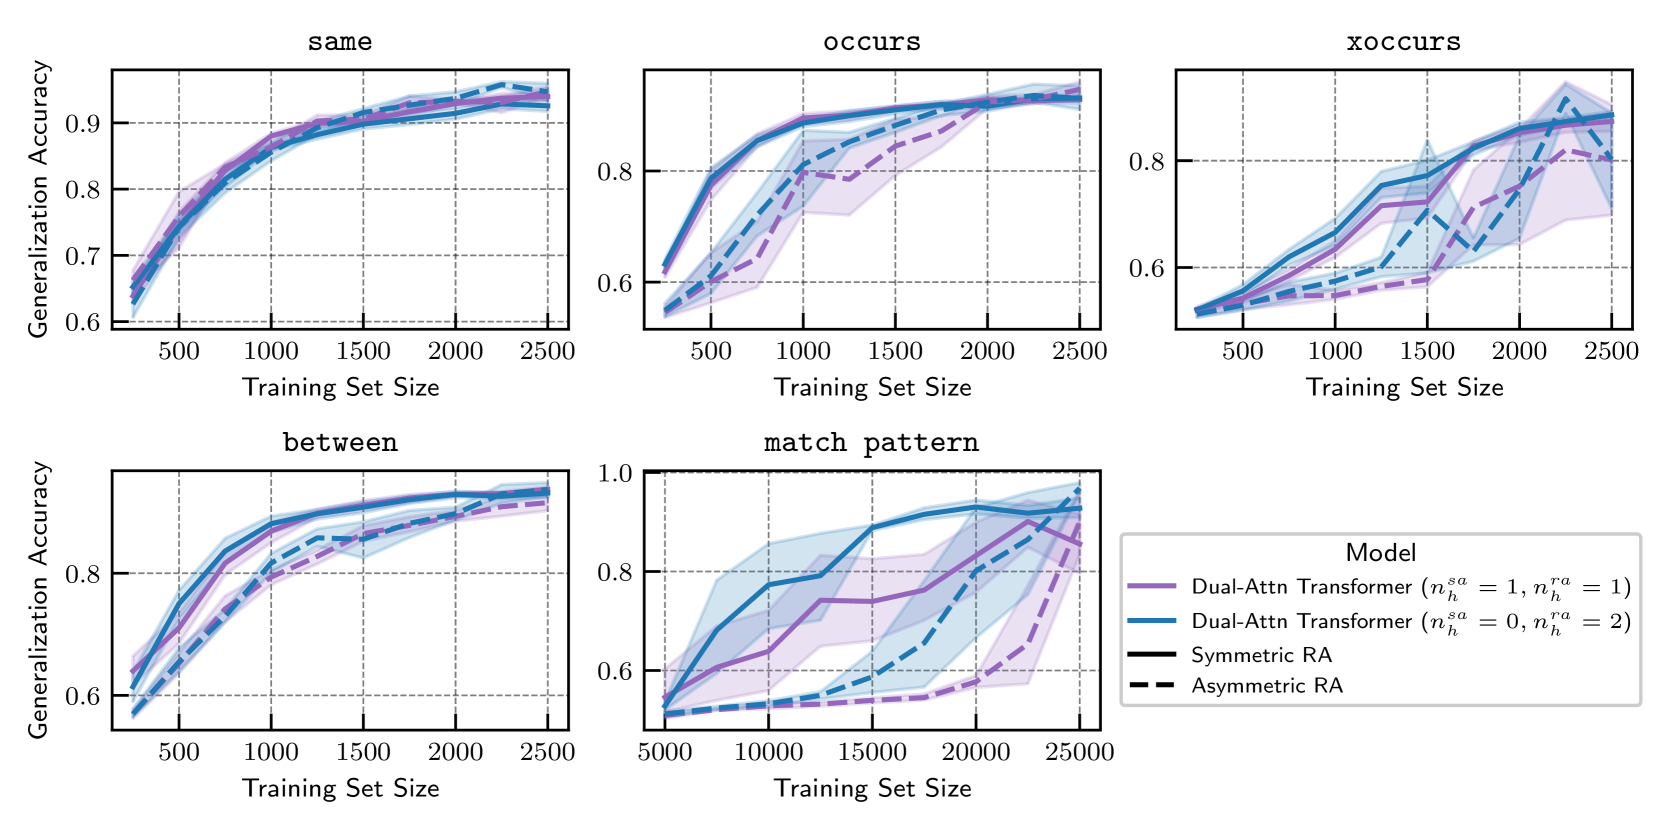 same
occurs
xoccurs
Generalization Accuracy
0.9
0.8
0.7
0.6
500 1000 1500 2000 2500
Training Set Size
0.8
0.6
500 1000 1500 2000 2500
Training Set Size
0.8
0.6
500 1000 1500 2000 2500
Training Set Size
between
match pattern
Generalization Accuracy
0.8
0.6
500 1000 1500 2000 2500
Training Set Size
1.0
0.8
0.6
5000 10000 15000 20000 25000
Training Set Size
Model
Dual-Attn Transformer ($n_h^{sa} = 1, n_h^{ra} = 1$)
Dual-Attn Transformer ($n_h^{sa} = 0, n_h^{ra} = 2$)
Symmetric RA
Asymmetric RA